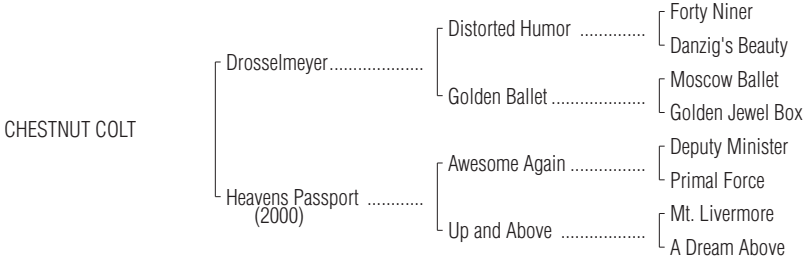 Forty Niner
Distorted Humor ..............
Danzig's Beauty
Drosselmeyer....................
Moscow Ballet
Golden Ballet ....................
Golden Jewel Box
CHESTNUT COLT
Deputy Minister
Awesome Again ................
Primal Force
Heavens Passport ............
(2000)
Mt. Livermore
Up and Above ..................
A Dream Above